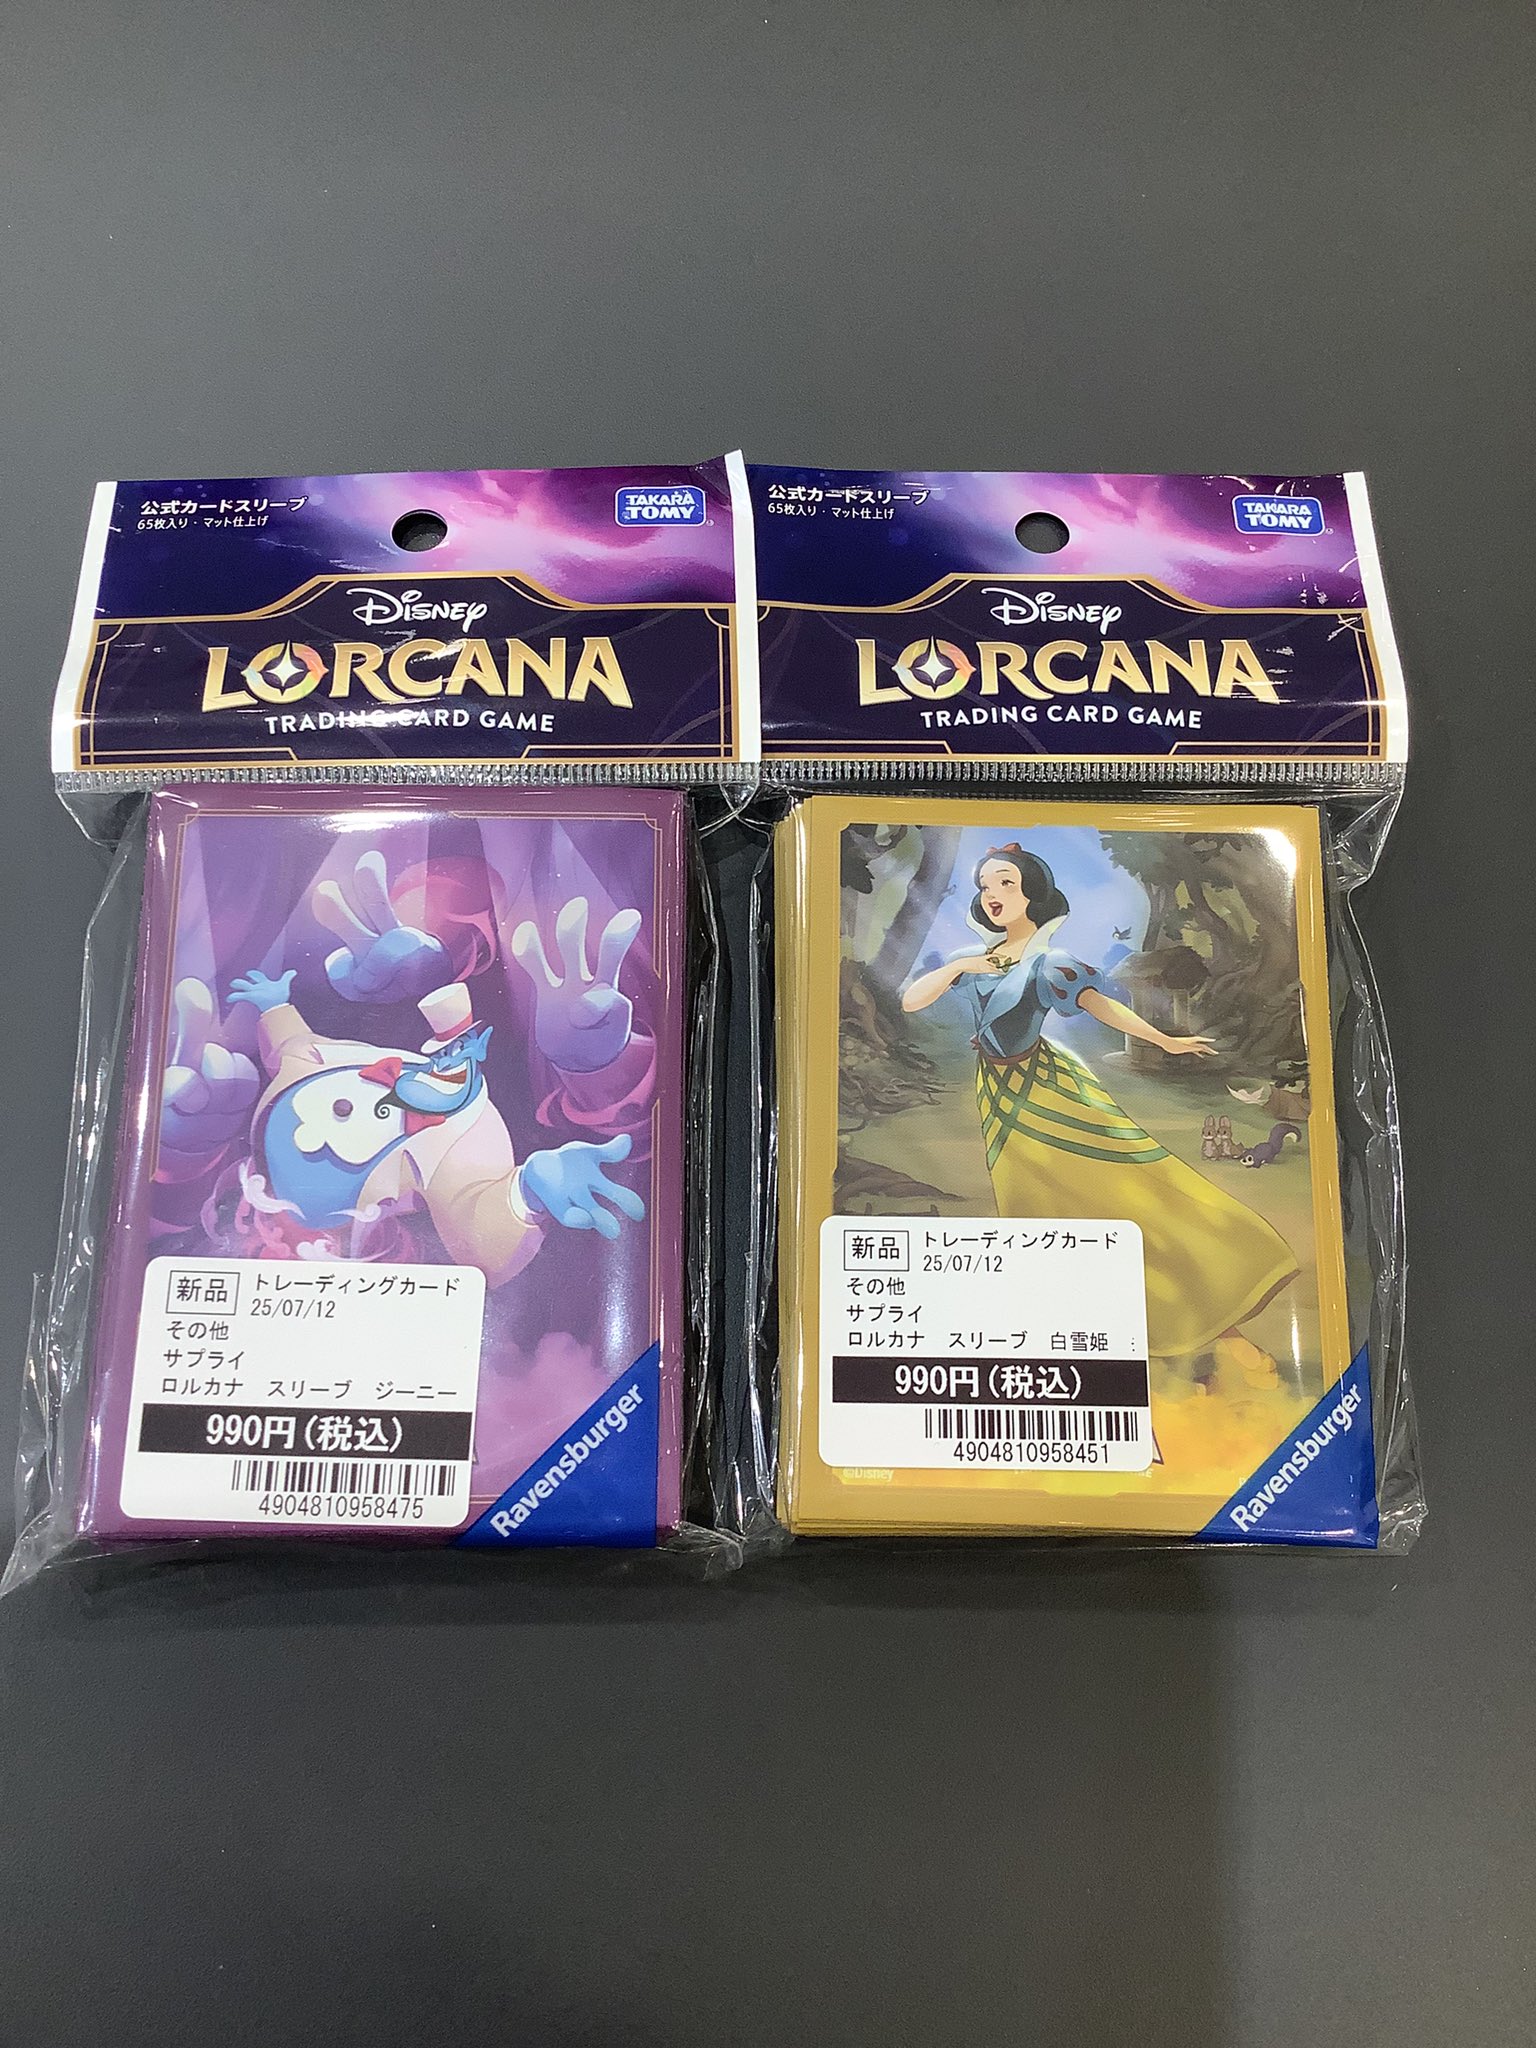 公式カードスリーブ
65枚入り・マット仕上げ
TAKARA
TOMY
Disney
LORCANA
TRADING CARD GAME
新品 トレーディングカード
25/07/12
その他
サプライ
ロルカナ スリーブ ジーニー
990円(税込)
4904810958475
Ravensburger
公式カードスリーブ
65枚入り・マット仕上げ
TAKARA
TOMY
Disney
LORCANA
TRADING CARD GAME
新品 トレーディングカード
25/07/12
その他
サプライ
ロルカナ スリーブ 白雪姫
990円(税込)
4904810958451
©Disney
Ravensburger